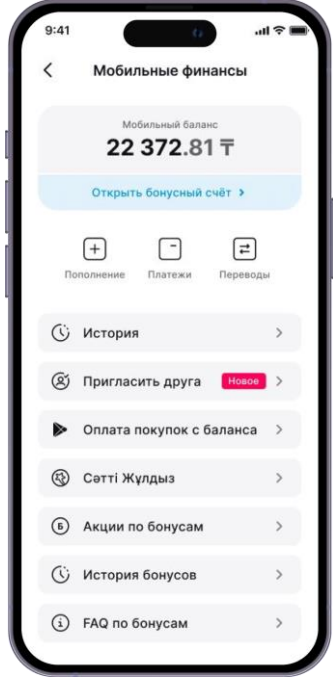 9:41
Мобильные финансы
Мобильный баланс
22 372.81 ₸
Открыть бонусный счёт >
Пополнение Платежи Переводы
История
Пригласить друга Новое
Оплата покупок с баланса
Сәтті Жұлдыз
Б Акции по бонусам
История бонусов
i FAQ по бонусам